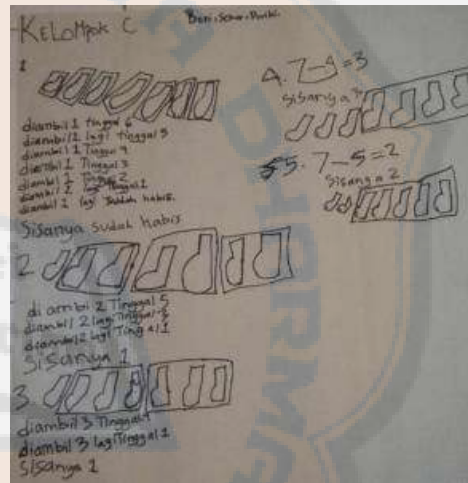 KELOMPOK C
1
diambil 1 tinggal 6
diambil 1 lagi Tinggal 5
diambil 1 Tinggal 4
diambil 1 Tinggal 3
diambil 1 Tinggal 2
diambil 1 lagi Tinggal 1
diambil 1 lagi Sudah habis
Sisanya sudah habis
2
diambil 2 Tinggal 5
diambil 2 lagi Tinggal 3
diambil 2 lagi Tinggal 1
Sisanya 1
3.
diambil 3 Tinggal 4
diambil 3 lagi Tinggal 1
Sisanya 1
4. 7-4=3
Sisanya 3
5. 7-5=2
Sisanya 2